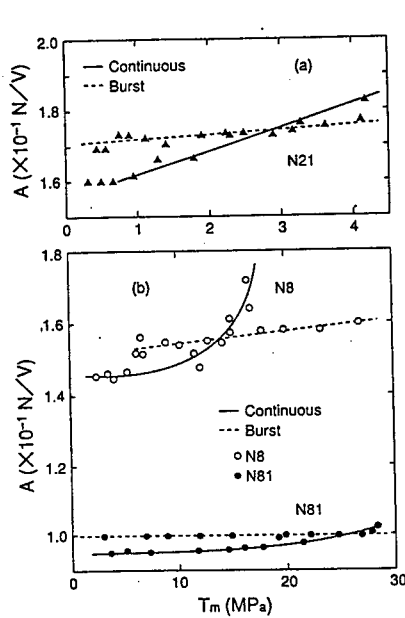 2.0
1.8
1.6
A (×10⁻¹ N/V)
Continuous
Burst
(a)
N21
0
1
2
3
4
1.8
1.6
1.4
1.2
1.0
A (×10⁻¹ N/V)
(b)
N8
Continuous
Burst
N8
N81
N81
0
10
20
30
Tm (MPa)